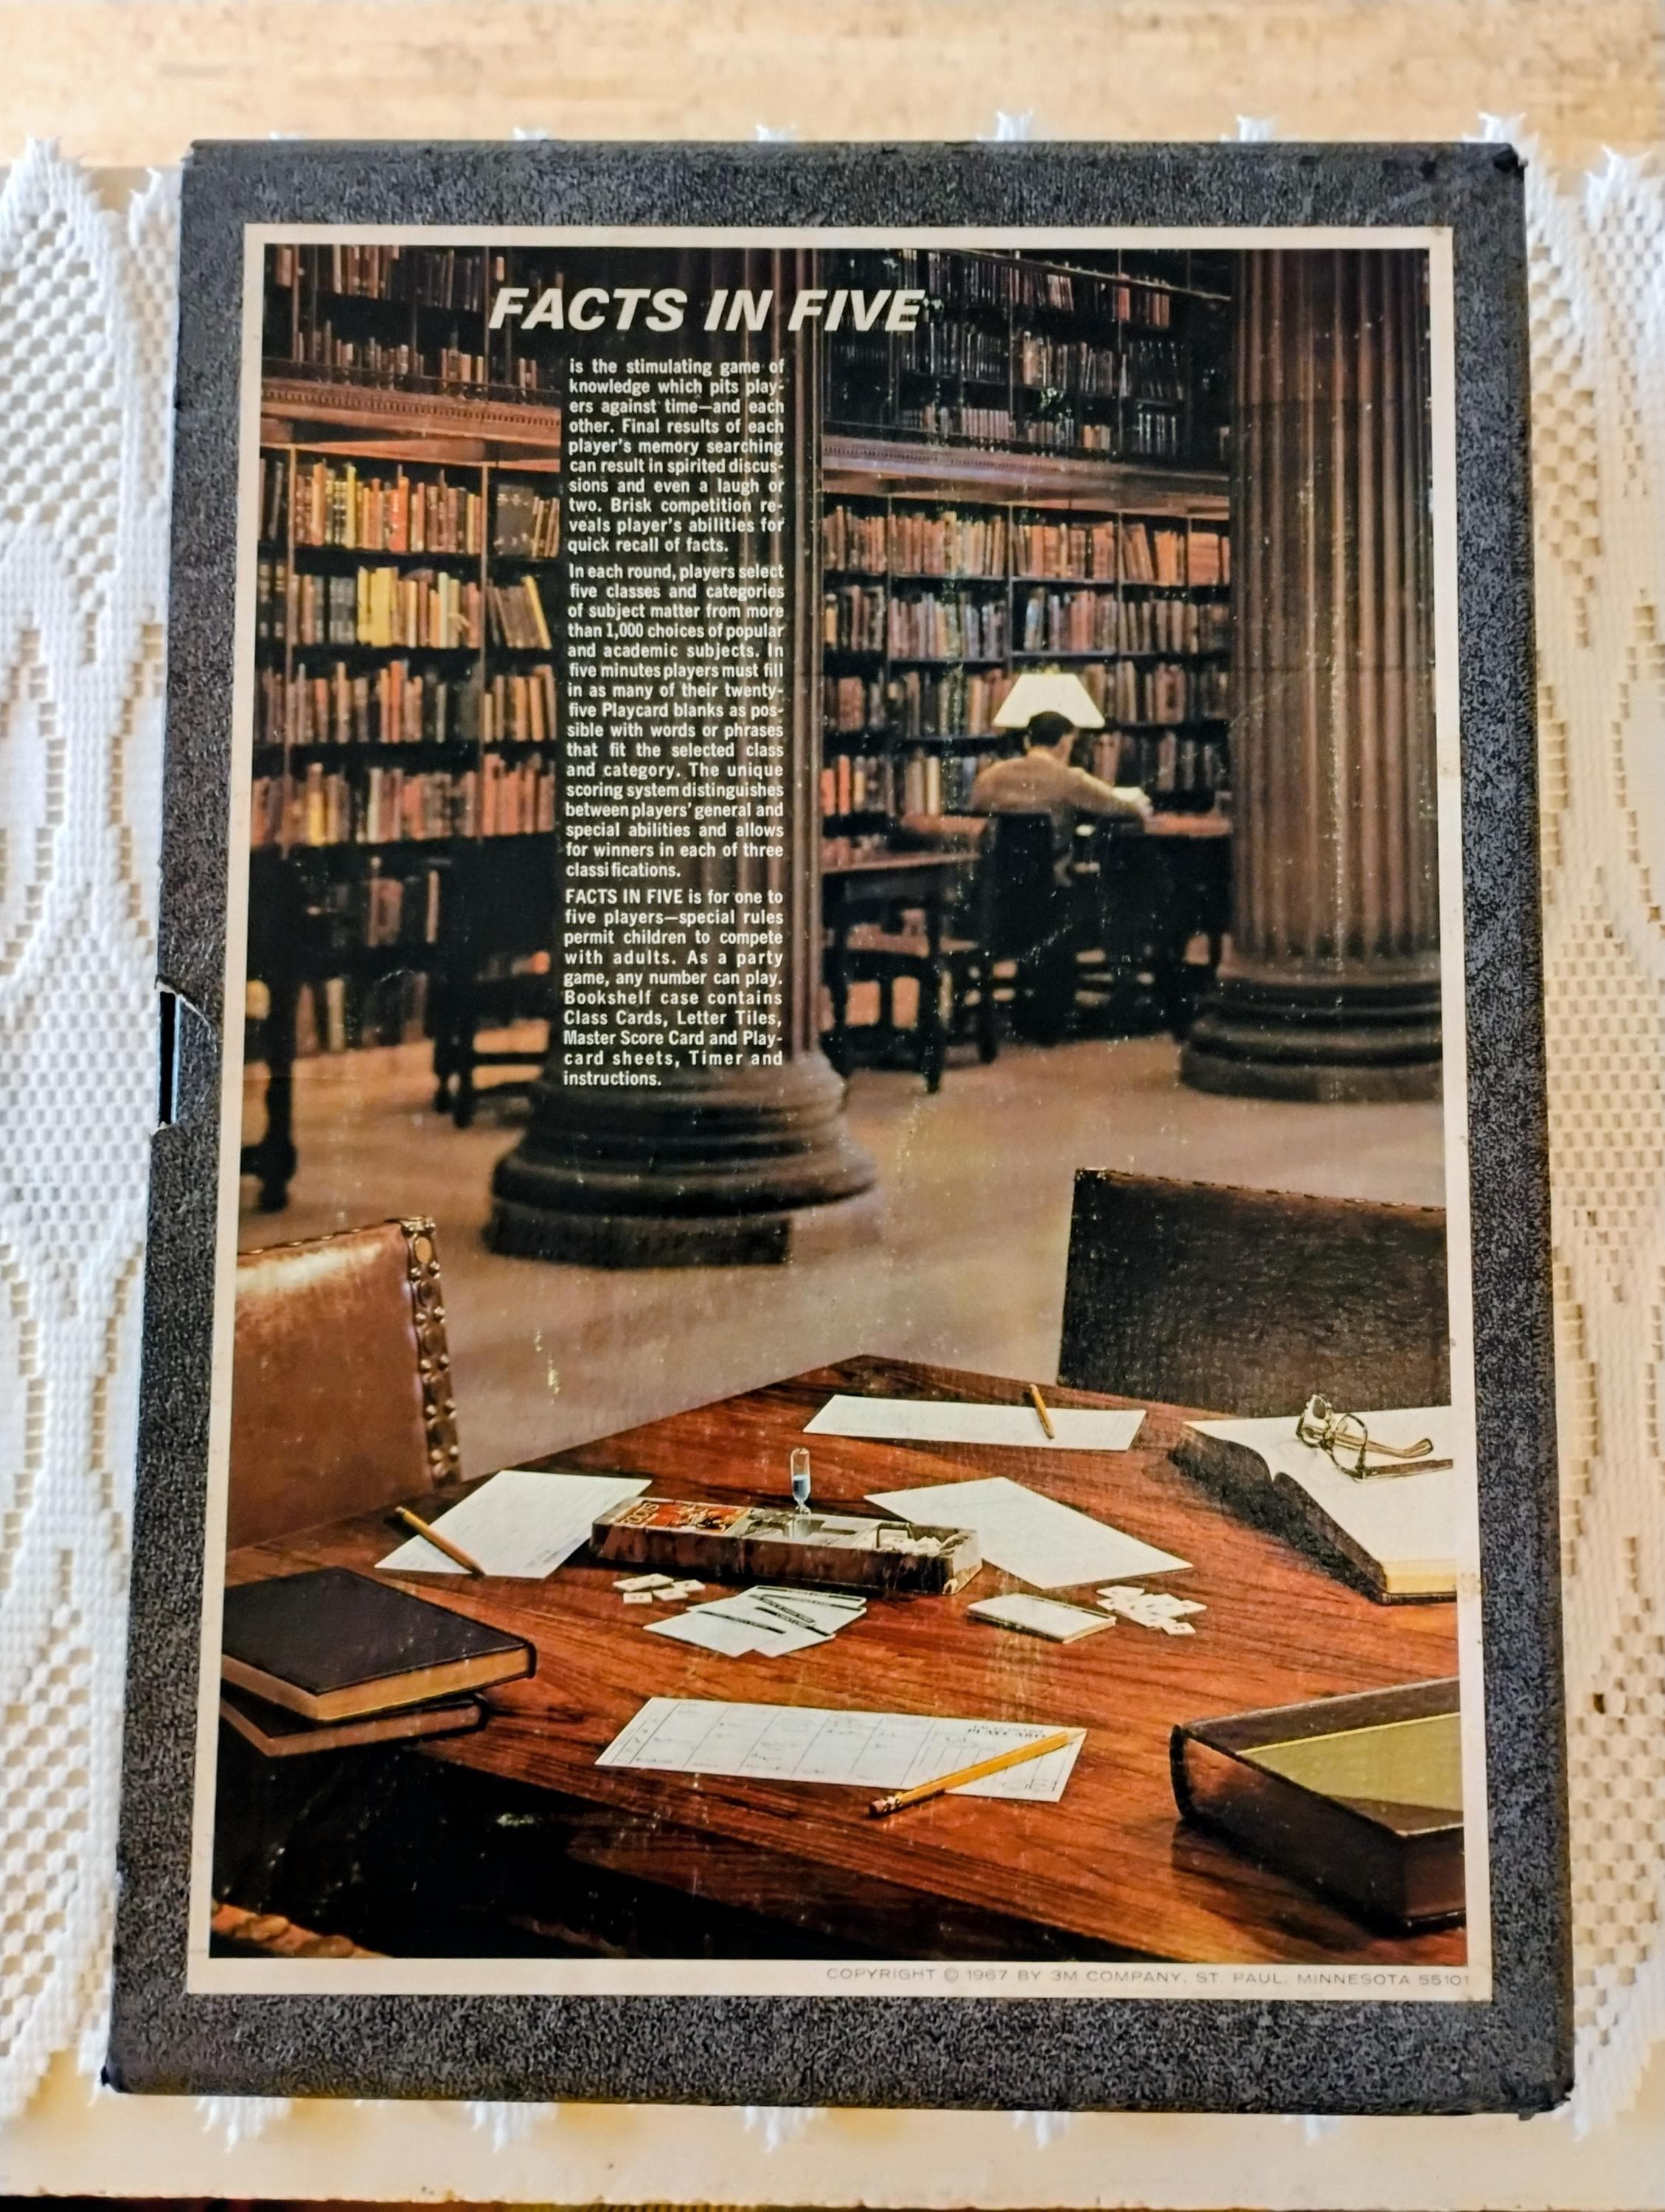 FACTS IN FIVE
is the stimulating game of
knowledge which pits play-
ers against time—and each
other. Final results of each
player's memory searching
can result in spirited discus-
sions and even a laugh or
two. Brisk competition re-
veals player's abilities for
quick recall of facts.
In each round, players select
five classes and categories
of subject matter from more
than 1,000 choices of popular
and academic subjects. In
five minutes players must fill
in as many of their twenty-
five Playcard blanks as pos-
sible with words or phrases
that fit the selected class
and category. The unique
scoring system distinguishes
between players' general and
special abilities and allows
for winners in each of three
classifications.
FACTS IN FIVE is for one to
five players—special rules
permit children to compete
with adults. As a party
game, any number can play.
Bookshelf case contains
Class Cards, Letter Tiles,
Master Score Card and Play-
card sheets, Timer and
instructions.
PLAYCARD
COPYRIGHT © 1967 BY 3M COMPANY, ST. PAUL, MINNESOTA 55101